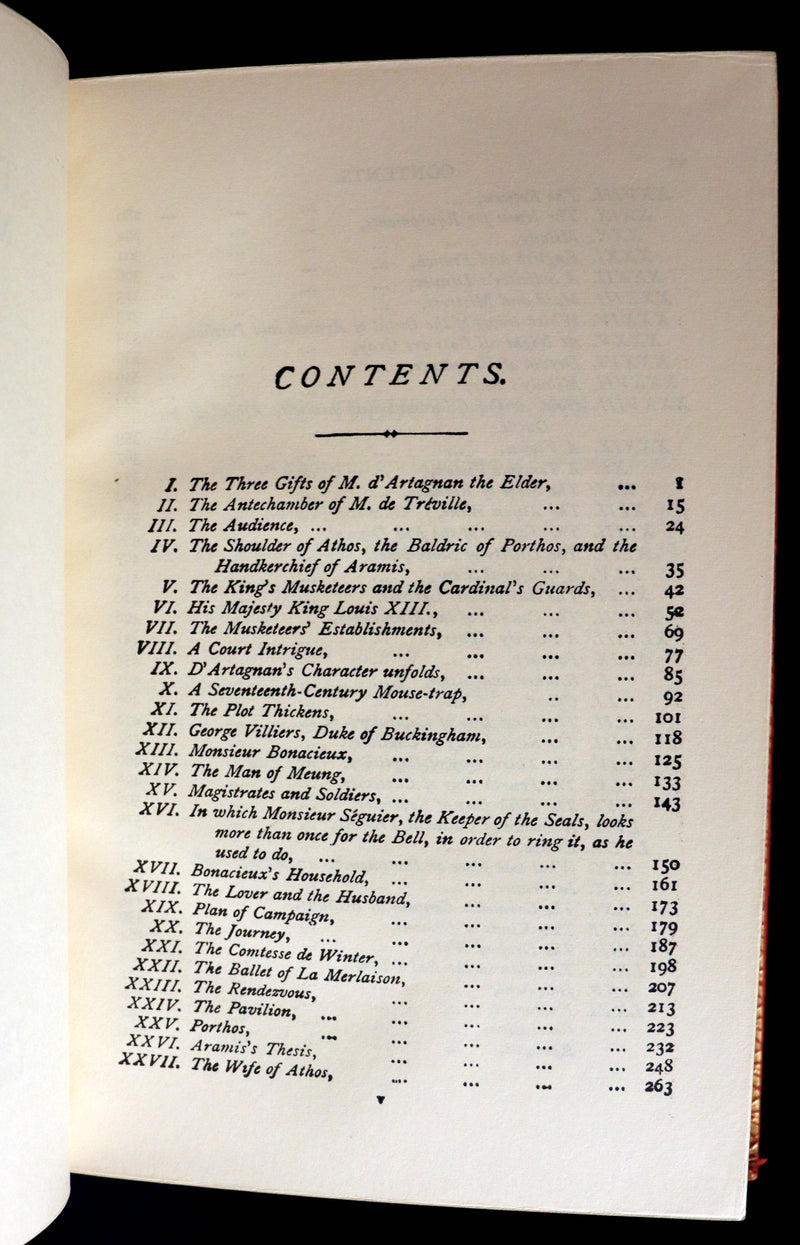 CONTENTS.
I. The Three Gifts of M. d'Artagnan the Elder, ... 1
II. The Antechamber of M. de Tréville, ... ... 15
III. The Audience, ... ... ... ... ... 24
IV. The Shoulder of Athos, the Baldric of Porthos, and the
Handkerchief of Aramis, ... ... ... 35
V. The King's Musketeers and the Cardinal's Guards, ... 42
VI. His Majesty King Louis XIII., ... ... ...
VII. The Musketeers' Establishments, ... ... ... 69
VIII. A Court Intrigue, ... ... ... ... 77
IX. D'Artagnan's Character unfolds, ... ... ... 85
X. A Seventeenth-Century Mouse-trap, .. ... 92
XI. The Plot Thickens, ... ... ... ... 101
XII. George Villiers, Duke of Buckingham, ... ... 118
XIII. Monsieur Bonacieux, ... ... ... ... 125
XIV. The Man of Meung, ... ... ... ... 133
XV. Magistrates and Soldiers, ... ... ... ... 143
XVI. In which Monsieur Séguier, the Keeper of the Seals, looks
more than once for the Bell, in order to ring it, as he
used to do, ... ... ... ... ... 150
XVII. Bonacieux's Household, ... ... ... ... 161
XVIII. The Lover and the Husband, ... ... ... 173
XIX. Plan of Campaign, ... ... ... ... 179
XX. The Journey, ... ... ... ... ... 187
XXI. The Comtesse de Winter, ... ... ... ... 198
XXII. The Ballet of La Merlaison, ... ... ... 207
XXIII. The Rendezvous, ... ... ... ... 213
XXIV. The Pavilion, ... ... ... ... ... 223
XXV. Porthos, ... ... ... ... ... 232
XXVI. Aramis's Thesis, ... ... ... ... 248
XXVII. The Wife of Athos, ... ... ... ... 263